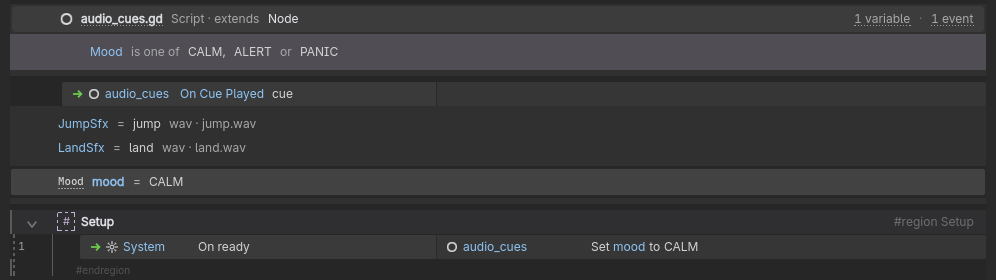 audio_cues.gd Script · extends Node 1 variable · 1 event
Mood is one of CALM, ALERT or PANIC
audio_cues On Cue Played cue
JumpSfx = jump wav · jump.wav
LandSfx = land wav · land.wav
Mood mood = CALM
# Setup #region Setup
1 System On ready audio_cues Set mood to CALM
#endregion